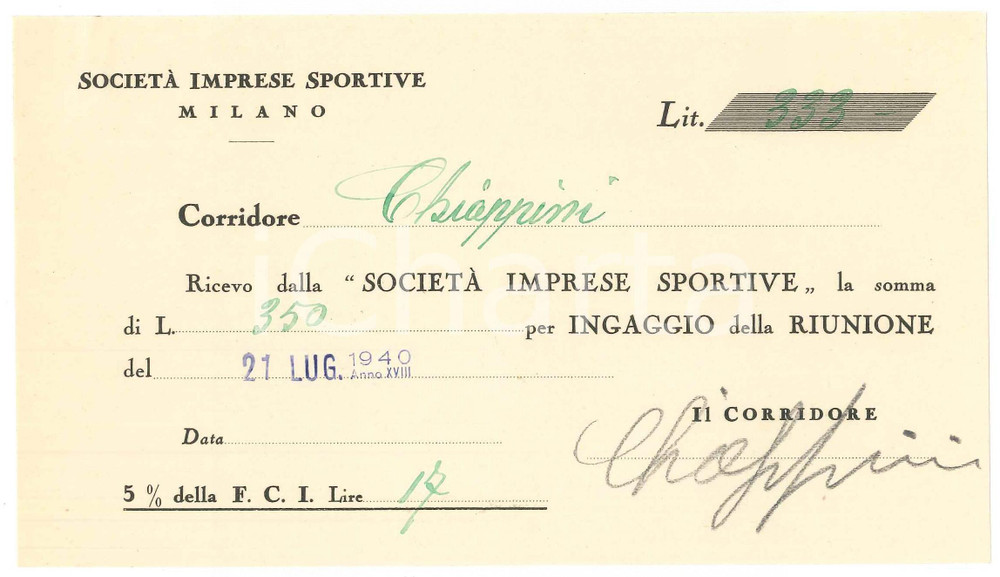 SOCIETÀ IMPRESE SPORTIVE
MILANO
Lit. 333 -
Corridore Chiappini
Ricevo dalla “ SOCIETÀ IMPRESE SPORTIVE „ la somma
di L. 350 per INGAGGIO della RIUNIONE
del 21 LUG. 1940 Anno XVIII
Il CORRIDORE
Data
Chiappini
5 % della F. C. I. Lire 17
iCharta